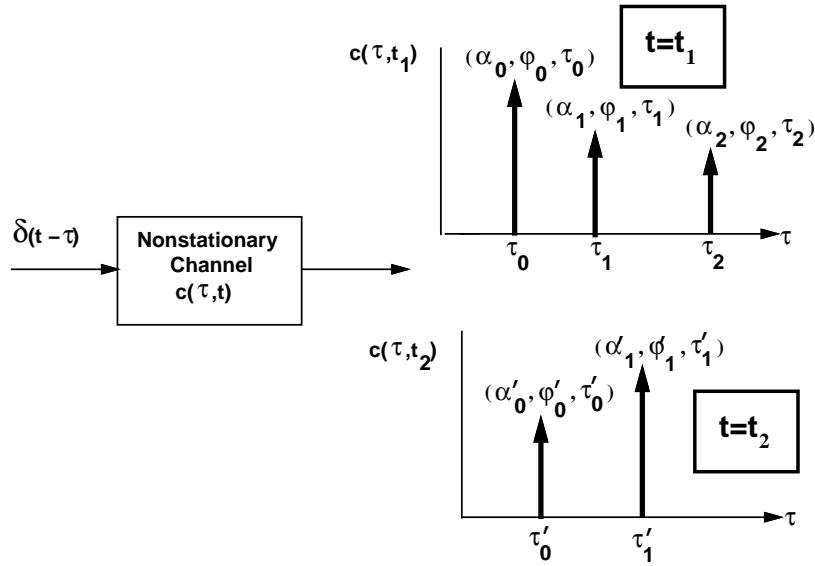 c(τ,t₁)
(α₀,φ₀,τ₀)
t=t₁
(α₁,φ₁,τ₁)
(α₂,φ₂,τ₂)
τ₀
τ₁
τ₂
τ
δ(t − τ)
Nonstationary
Channel
c(τ,t)
c(τ,t₂)
(α′₁,φ′₁,τ′₁)
(α′₀,φ′₀,τ′₀)
t=t₂
τ′₀
τ′₁
τ